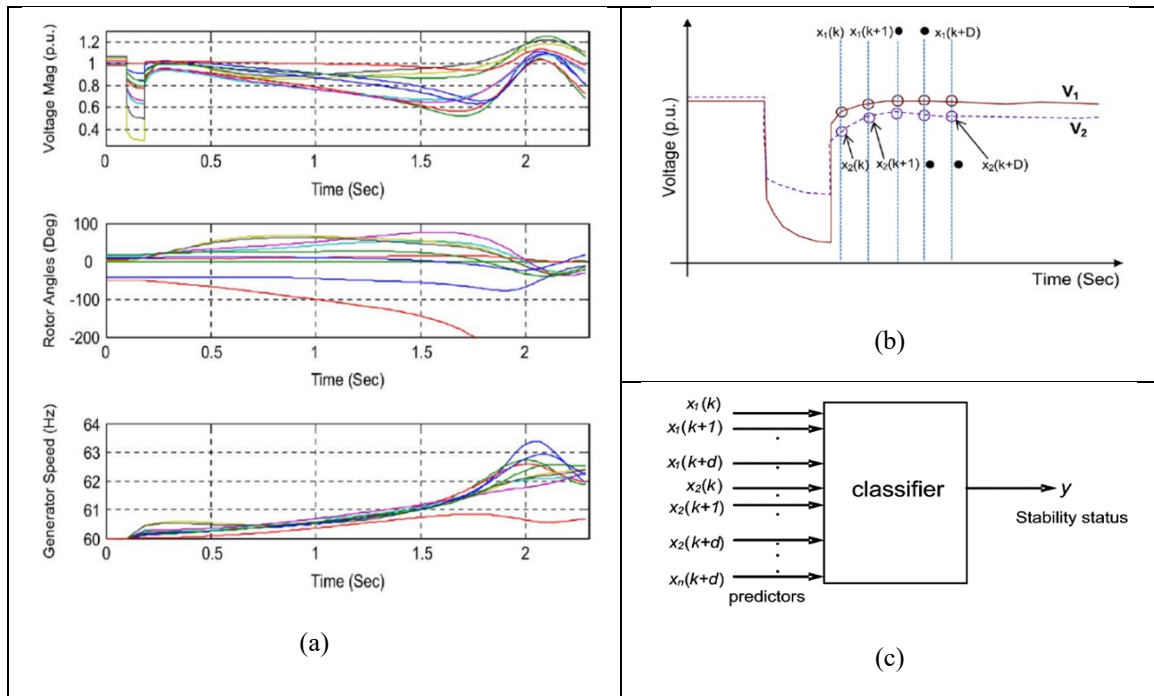 Voltage Mag (p.u.)
1.2
1
0.8
0.6
0.4
0 0.5 1 1.5 2
Time (Sec)
Rotor Angles (Deg)
100
0
-100
-200
0 0.5 1 1.5 2
Time (Sec)
Generator Speed (Hz)
64
63
62
61
60
0 0.5 1 1.5 2
Time (Sec)
(a)
x₁(k) x₁(k+1) ● ● x₁(k+D)
V₁
V₂
x₂(k) x₂(k+1) ● ● x₂(k+D)
Voltage (p.u.)
Time (Sec)
(b)
x₁(k)
x₁(k+1)
.
x₁(k+d) .
x₂(k)
.
x₂(k+1)
.
x₂(k+d)
xₙ(k+d)
predictors
classifier
y
Stability status
(c)